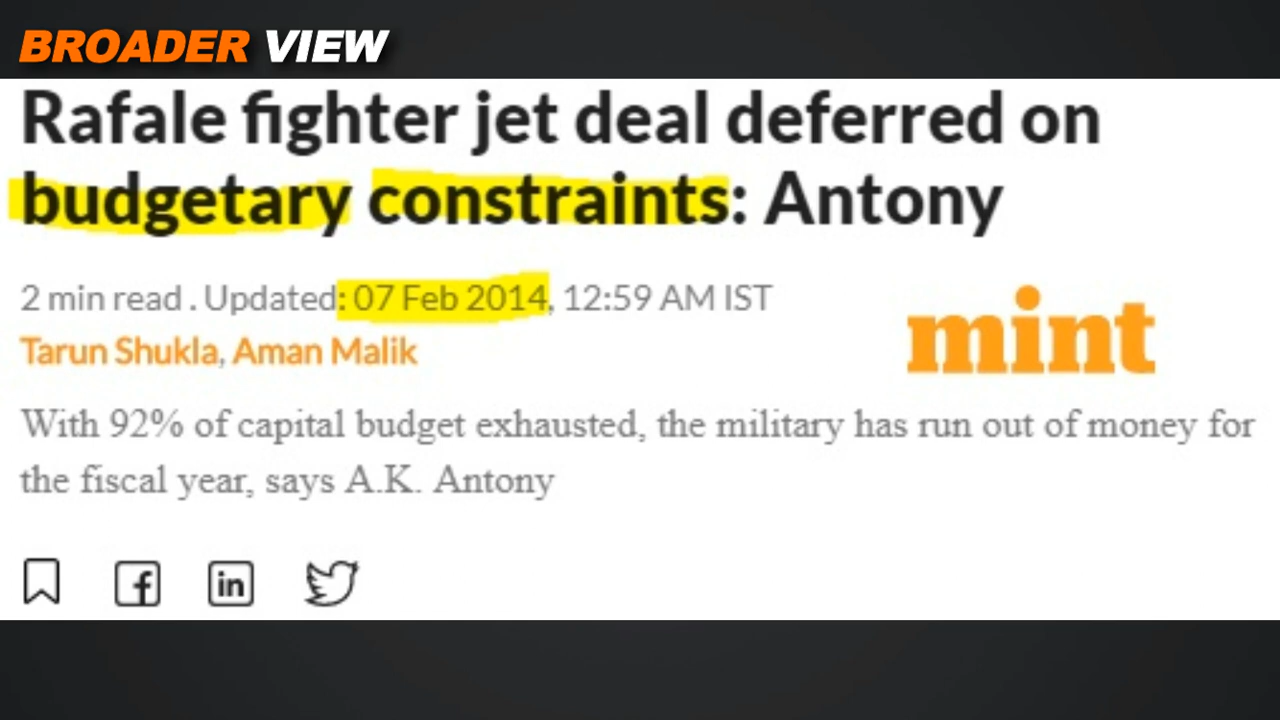 BROADER VIEW
Rafale fighter jet deal deferred on
budgetary constraints: Antony
2 min read . Updated: 07 Feb 2014, 12:59 AM IST
Tarun Shukla, Aman Malik
mint
With 92% of capital budget exhausted, the military has run out of money for
the fiscal year, says A.K. Antony